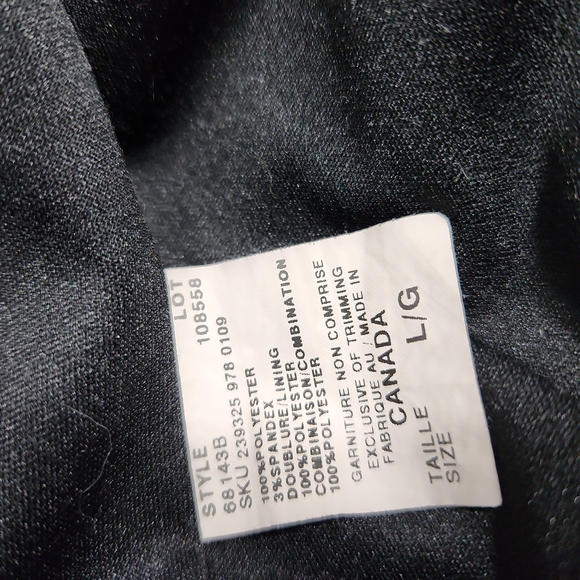 STYLE LOT
68143B 108558
SKU 239325 978 0109
100%POLYESTER
3%SPANDEX
DOUBLURE/LINING
100%POLYESTER
COMBINAISON/COMBINATION
100%POLYESTER
GARNITURE NON COMPRISE
EXCLUSIVE OF TRIMMING
FABRIQUE AU / MADE IN
CANADA
TAILLE
SIZE L/G